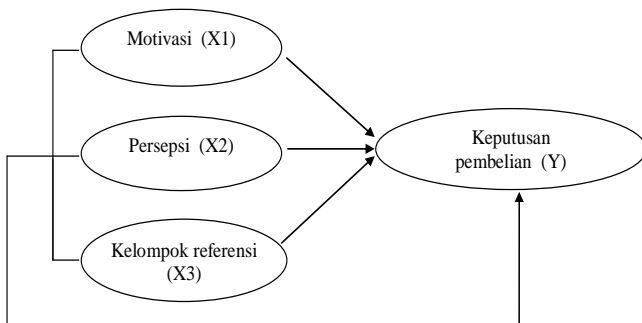 Motivasi (X1)
Persepsi (X2)
Keputusan
pembelian (Y)
Kelompok referensi
(X3)